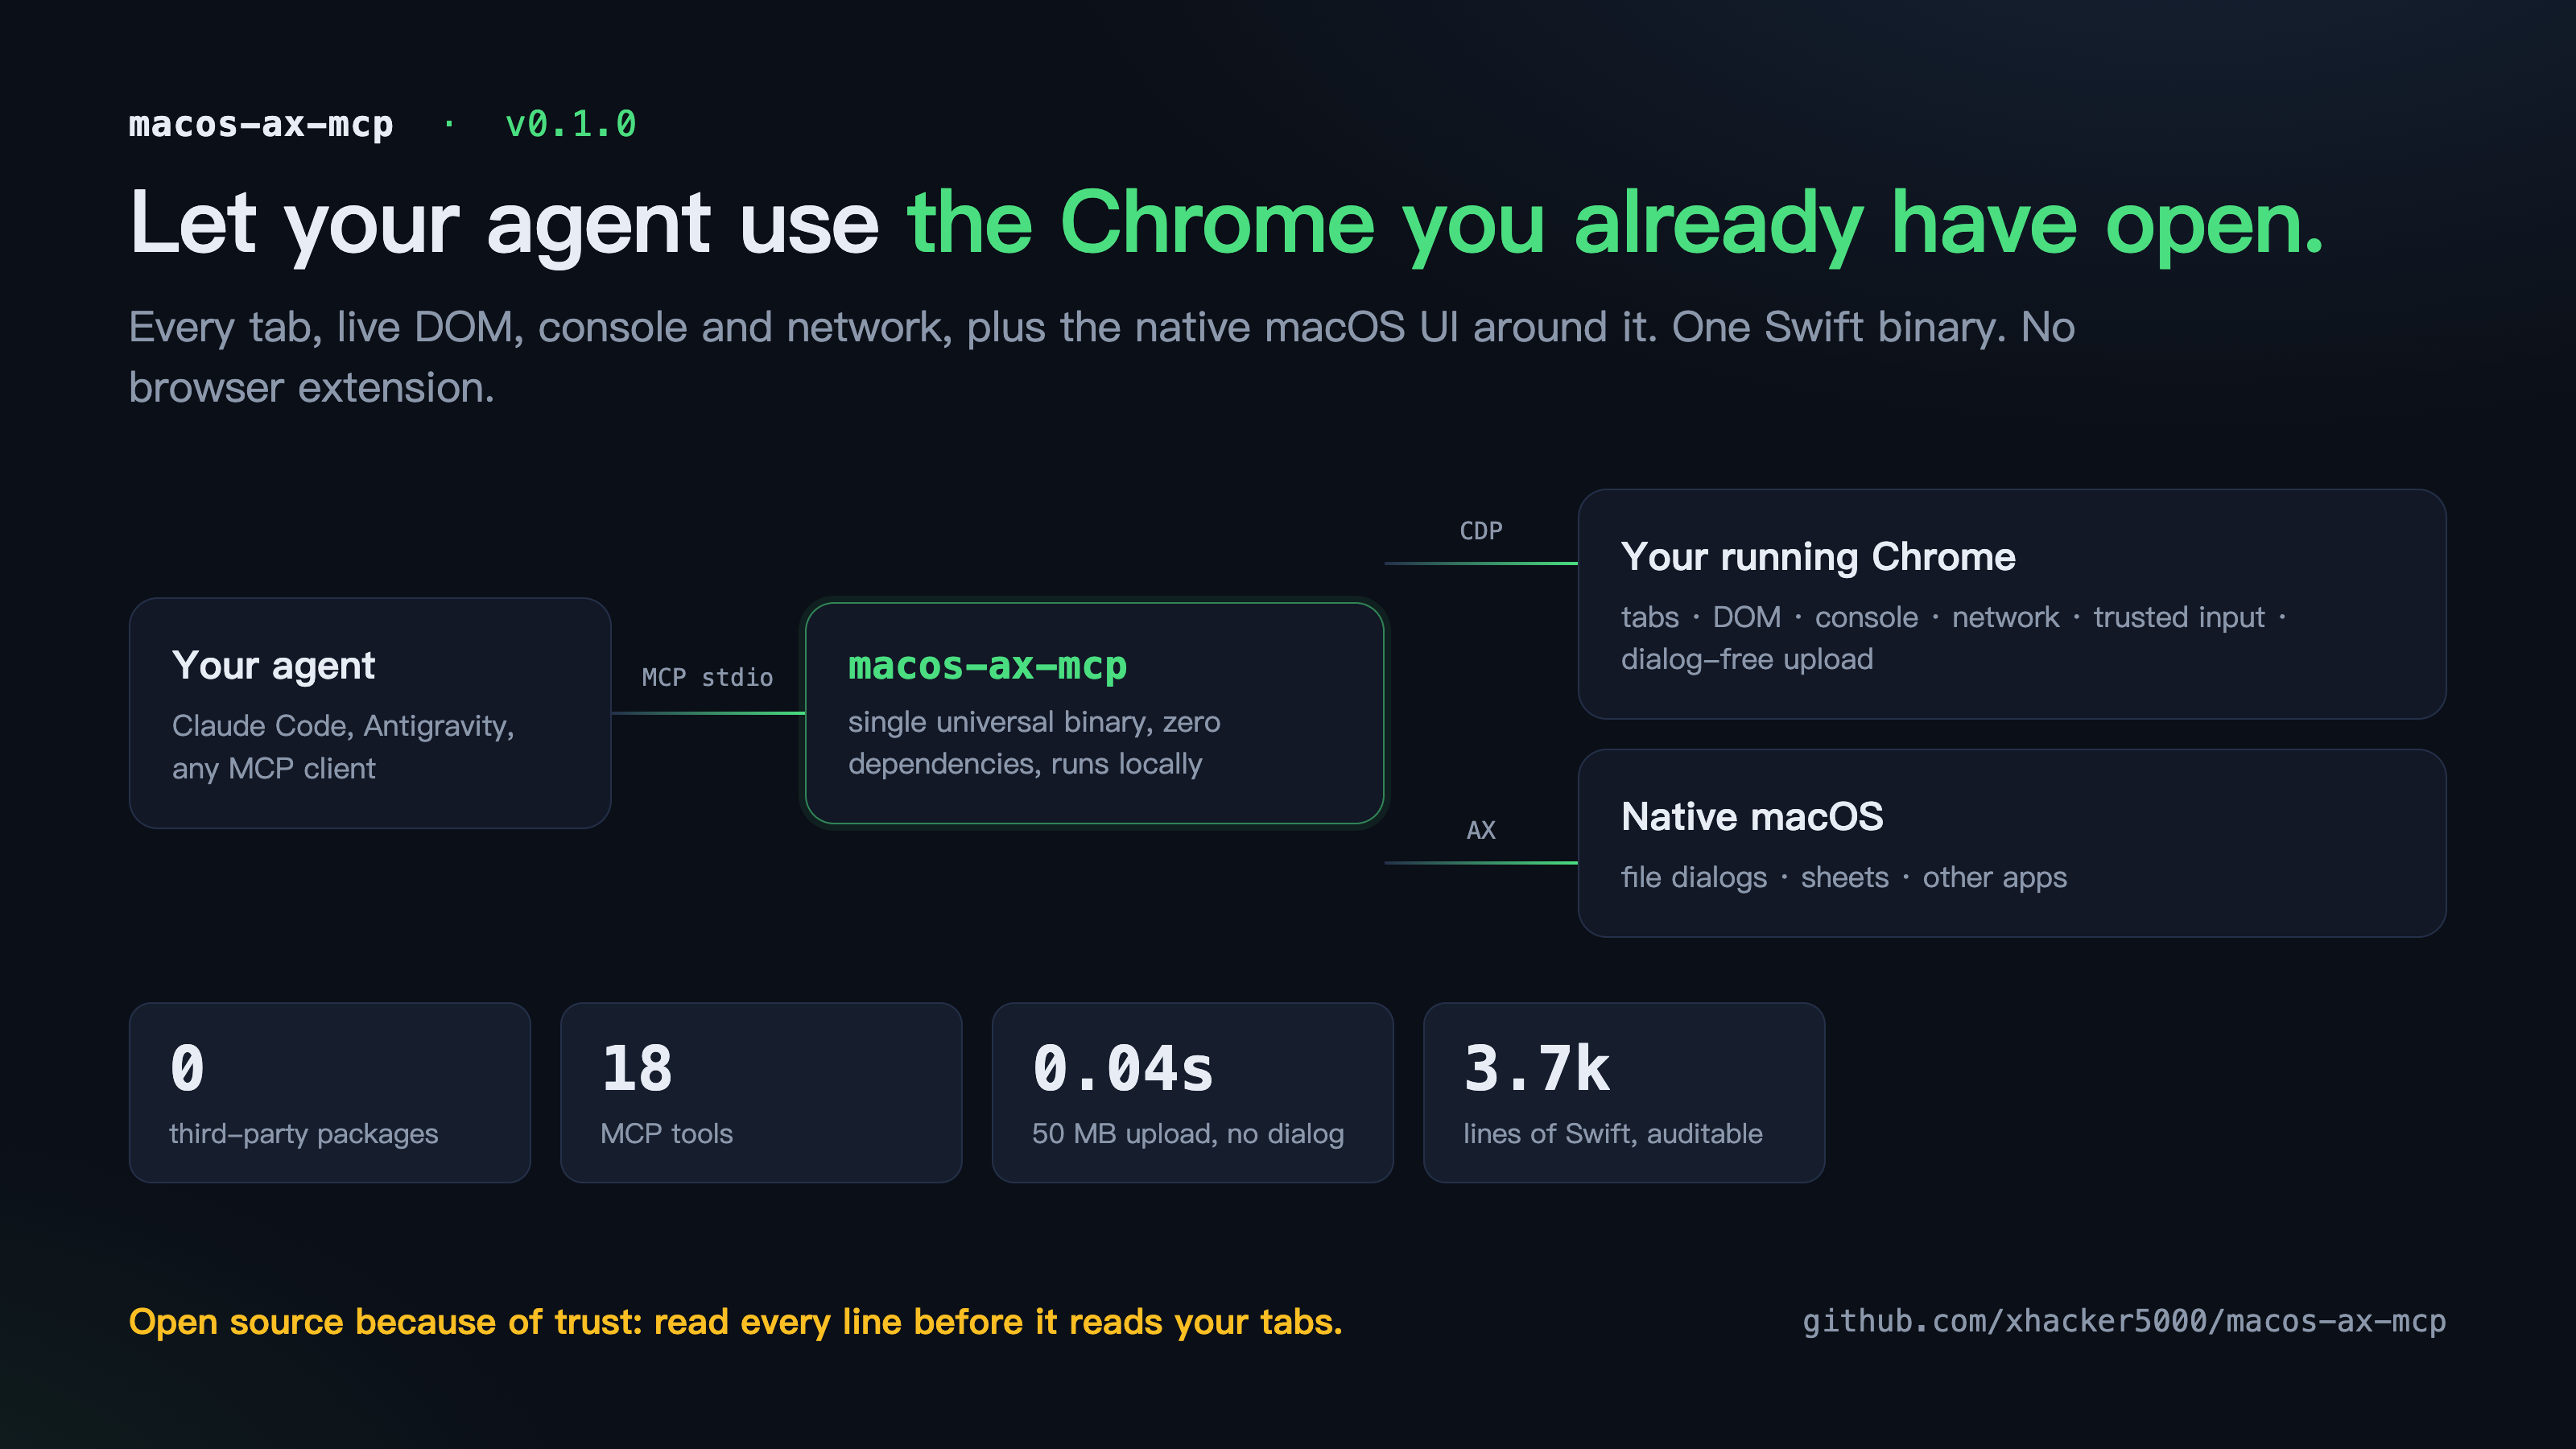 macos-ax-mcp · v0.1.0
Let your agent use the Chrome you already have open.
Every tab, live DOM, console and network, plus the native macOS UI around it. One Swift binary. No
browser extension.
Your agent
Claude Code, Antigravity,
any MCP client
MCP stdio
macos-ax-mcp
single universal binary, zero
dependencies, runs locally
CDP
Your running Chrome
tabs · DOM · console · network · trusted input ·
dialog-free upload
AX
Native macOS
file dialogs · sheets · other apps
0
third-party packages
18
MCP tools
0.04s
50 MB upload, no dialog
3.7k
lines of Swift, auditable
Open source because of trust: read every line before it reads your tabs.
github.com/xhacker5000/macos-ax-mcp